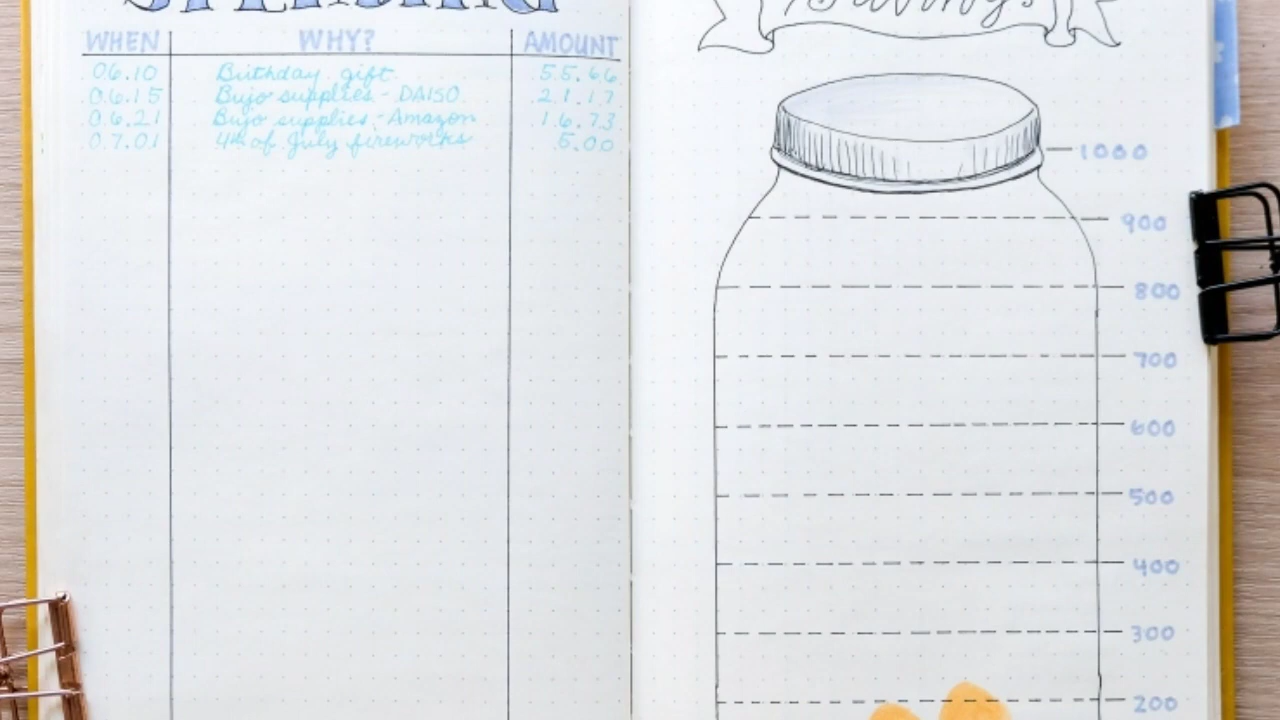 SPENDING
WHEN WHY? AMOUNT
06.10 Birthday gift 55.66
06.15 Bujo supplies - DAISO 21.17
06.21 Bujo supplies - Amazon 16.73
07.01 4th of July fireworks 5.00
Savings
1000
900
800
700
600
500
400
300
200